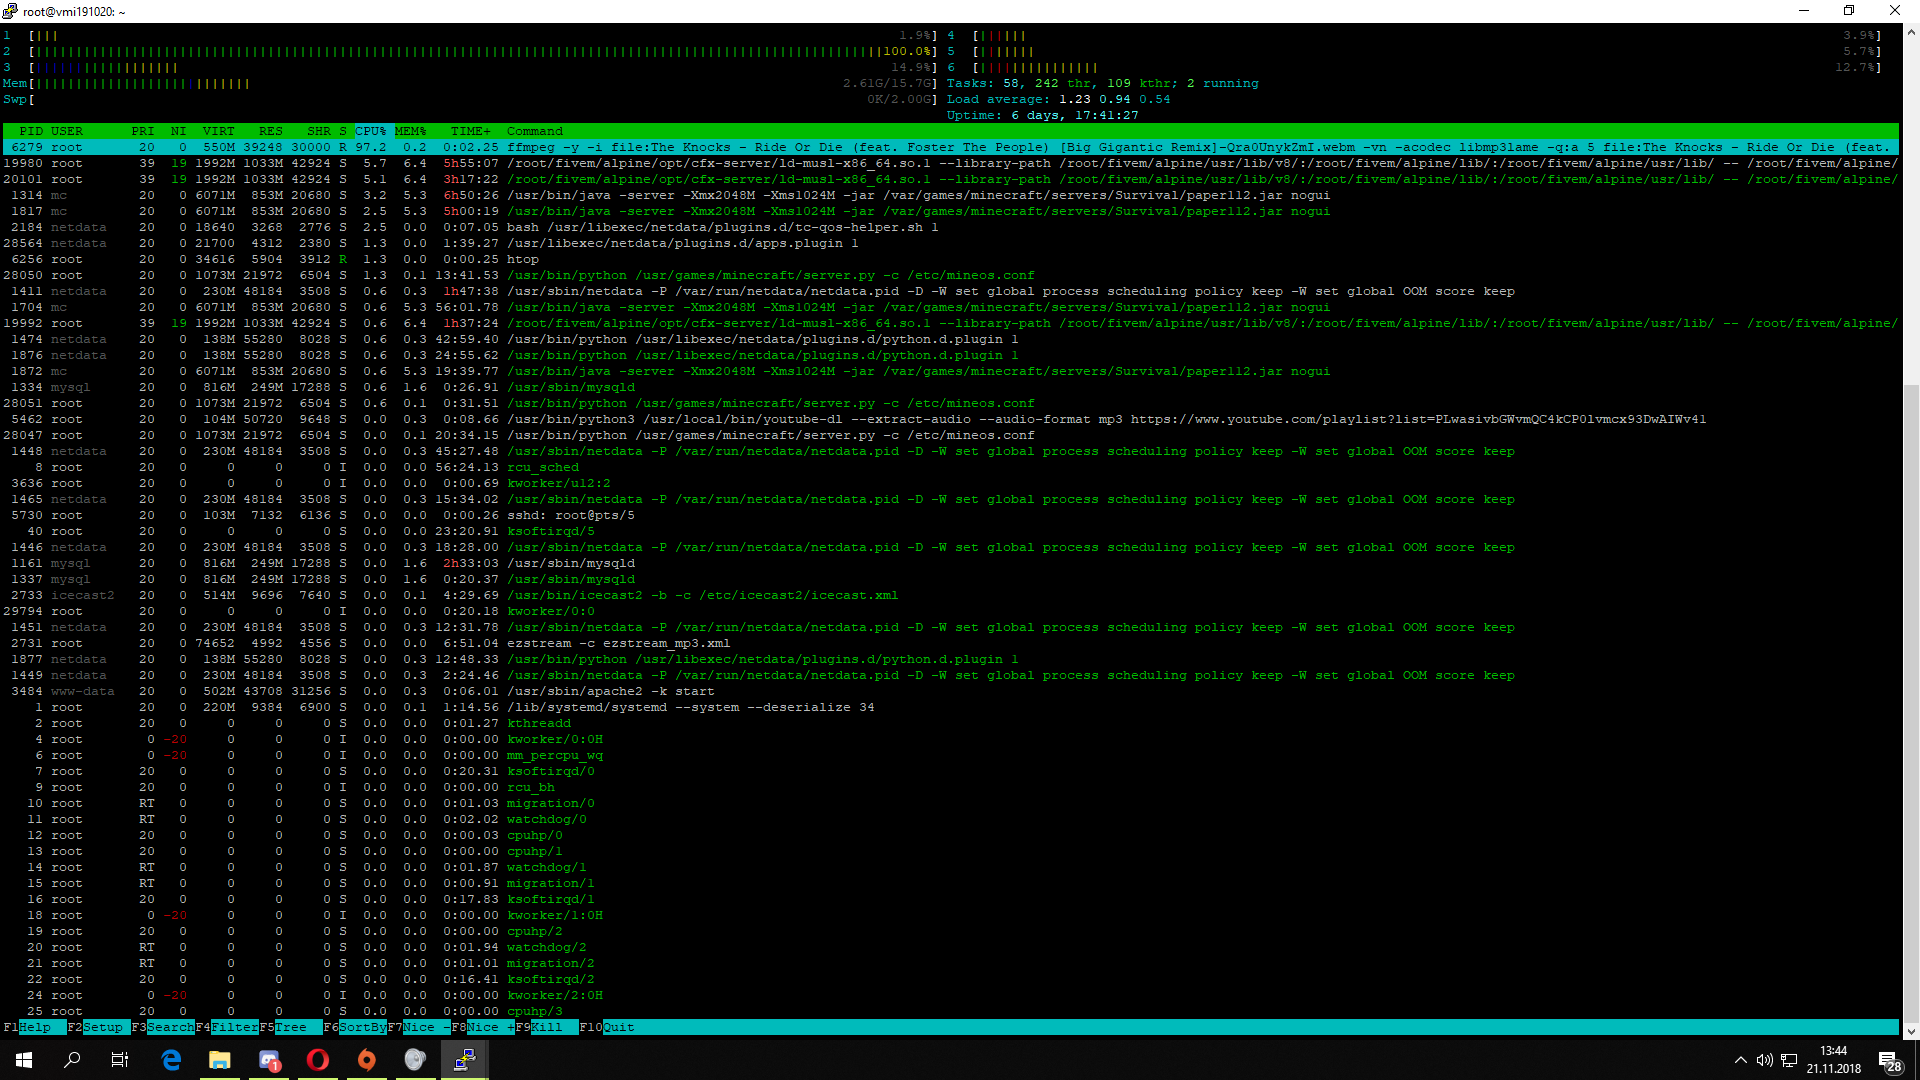 root@vmi191020: ~
1 [||| 1.9%] 4 [|||||| 3.9%]
2 [||||||||||||||||||||||||||||||||||||||||||||||||||||||||||||||||||||||||||||||||||||||||||||||||||||||||||100.0%] 5 [||||||| 5.7%]
3 [|||||||||||||||||| 14.9%] 6 [||||||||||||||| 12.7%]
Mem[||||||||||||||||||||||||||| 2.61G/15.7G] Tasks: 58, 242 thr, 109 kthr; 2 running
Swp[ 0K/2.00G] Load average: 1.23 0.94 0.54
Uptime: 6 days, 17:41:27
PID USER PRI NI VIRT RES SHR S CPU% MEM% TIME+ Command
6279 root 20 0 550M 39248 30000 R 97.2 0.2 0:02.25 ffmpeg -y -i file:The Knocks - Ride Or Die (feat. Foster The People) [Big Gigantic Remix]-Qra0UnykZmI.webm -vn -acodec libmp3lame -q:a 5 file:The Knocks - Ride Or Die (feat.
19980 root 39 19 1992M 1033M 42924 S 5.7 6.4 5h55:07 /root/fivem/alpine/opt/cfx-server/ld-musl-x86_64.so.1 --library-path /root/fivem/alpine/usr/lib/v8/:/root/fivem/alpine/lib/:/root/fivem/alpine/usr/lib/ -- /root/fivem/alpine/
20101 root 39 19 1992M 1033M 42924 S 5.1 6.4 3h17:22 /root/fivem/alpine/opt/cfx-server/ld-musl-x86_64.so.1 --library-path /root/fivem/alpine/usr/lib/v8/:/root/fivem/alpine/lib/:/root/fivem/alpine/usr/lib/ -- /root/fivem/alpine/
1314 mc 20 0 6071M 853M 20680 S 3.2 5.3 6h50:26 /usr/bin/java -server -Xmx2048M -Xms1024M -jar /var/games/minecraft/servers/Survival/paper112.jar nogui
1817 mc 20 0 6071M 853M 20680 S 2.5 5.3 5h00:19 /usr/bin/java -server -Xmx2048M -Xms1024M -jar /var/games/minecraft/servers/Survival/paper112.jar nogui
2184 netdata 20 0 18640 3268 2776 S 2.5 0.0 0:07.05 bash /usr/libexec/netdata/plugins.d/tc-qos-helper.sh 1
28564 netdata 20 0 21700 4312 2380 S 1.3 0.0 1:39.27 /usr/libexec/netdata/plugins.d/apps.plugin 1
6256 root 20 0 34616 5904 3912 R 1.3 0.0 0:00.25 htop
28050 root 20 0 1073M 21972 6504 S 1.3 0.1 13:41.53 /usr/bin/python /usr/games/minecraft/server.py -c /etc/mineos.conf
1411 netdata 20 0 230M 48184 3508 S 0.6 0.3 1h47:38 /usr/sbin/netdata -P /var/run/netdata/netdata.pid -D -W set global process scheduling policy keep -W set global OOM score keep
1704 mc 20 0 6071M 853M 20680 S 0.6 5.3 56:01.78 /usr/bin/java -server -Xmx2048M -Xms1024M -jar /var/games/minecraft/servers/Survival/paper112.jar nogui
19992 root 39 19 1992M 1033M 42924 S 0.6 6.4 1h37:24 /root/fivem/alpine/opt/cfx-server/ld-musl-x86_64.so.1 --library-path /root/fivem/alpine/usr/lib/v8/:/root/fivem/alpine/lib/:/root/fivem/alpine/usr/lib/ -- /root/fivem/alpine/
1474 netdata 20 0 138M 55280 8028 S 0.6 0.3 42:59.40 /usr/bin/python /usr/libexec/netdata/plugins.d/python.d.plugin 1
1876 netdata 20 0 138M 55280 8028 S 0.6 0.3 24:55.62 /usr/bin/python /usr/libexec/netdata/plugins.d/python.d.plugin 1
1872 mc 20 0 6071M 853M 20680 S 0.6 5.3 19:39.77 /usr/bin/java -server -Xmx2048M -Xms1024M -jar /var/games/minecraft/servers/Survival/paper112.jar nogui
1334 mysql 20 0 816M 249M 17288 S 0.6 1.6 0:26.91 /usr/sbin/mysqld
28051 root 20 0 1073M 21972 6504 S 0.6 0.1 0:31.51 /usr/bin/python /usr/games/minecraft/server.py -c /etc/mineos.conf
5462 root 20 0 104M 50720 9648 S 0.0 0.3 0:08.66 /usr/bin/python3 /usr/local/bin/youtube-dl --extract-audio --audio-format mp3 https://www.youtube.com/playlist?list=PLwasivbGWvmQC4kCP0lvmcx93DwAIWv41
28047 root 20 0 1073M 21972 6504 S 0.0 0.1 20:34.15 /usr/bin/python /usr/games/minecraft/server.py -c /etc/mineos.conf
1448 netdata 20 0 230M 48184 3508 S 0.0 0.3 45:27.48 /usr/sbin/netdata -P /var/run/netdata/netdata.pid -D -W set global process scheduling policy keep -W set global OOM score keep
8 root 20 0 0 0 0 I 0.0 0.0 56:24.13 rcu_sched
3636 root 20 0 0 0 0 I 0.0 0.0 0:00.69 kworker/u12:2
1465 netdata 20 0 230M 48184 3508 S 0.0 0.3 15:34.02 /usr/sbin/netdata -P /var/run/netdata/netdata.pid -D -W set global process scheduling policy keep -W set global OOM score keep
5730 root 20 0 103M 7132 6136 S 0.0 0.0 0:00.26 sshd: root@pts/5
40 root 20 0 0 0 0 S 0.0 0.0 23:20.91 ksoftirqd/5
1446 netdata 20 0 230M 48184 3508 S 0.0 0.3 18:28.00 /usr/sbin/netdata -P /var/run/netdata/netdata.pid -D -W set global process scheduling policy keep -W set global OOM score keep
1161 mysql 20 0 816M 249M 17288 S 0.0 1.6 2h33:03 /usr/sbin/mysqld
1337 mysql 20 0 816M 249M 17288 S 0.0 1.6 0:20.37 /usr/sbin/mysqld
2733 icecast2 20 0 514M 9696 7640 S 0.0 0.1 4:29.69 /usr/bin/icecast2 -b -c /etc/icecast2/icecast.xml
29794 root 20 0 0 0 0 I 0.0 0.0 0:20.18 kworker/0:0
1451 netdata 20 0 230M 48184 3508 S 0.0 0.3 12:31.78 /usr/sbin/netdata -P /var/run/netdata/netdata.pid -D -W set global process scheduling policy keep -W set global OOM score keep
2731 root 20 0 74652 4992 4556 S 0.0 0.0 6:51.04 ezstream -c ezstream_mp3.xml
1877 netdata 20 0 138M 55280 8028 S 0.0 0.3 12:48.33 /usr/bin/python /usr/libexec/netdata/plugins.d/python.d.plugin 1
1449 netdata 20 0 230M 48184 3508 S 0.0 0.3 2:24.46 /usr/sbin/netdata -P /var/run/netdata/netdata.pid -D -W set global process scheduling policy keep -W set global OOM score keep
3484 www-data 20 0 502M 43708 31256 S 0.0 0.3 0:06.01 /usr/sbin/apache2 -k start
1 root 20 0 220M 9384 6900 S 0.0 0.1 1:14.56 /lib/systemd/systemd --system --deserialize 34
2 root 20 0 0 0 0 S 0.0 0.0 0:01.27 kthreadd
4 root 0 -20 0 0 0 I 0.0 0.0 0:00.00 kworker/0:0H
6 root 0 -20 0 0 0 I 0.0 0.0 0:00.00 mm_percpu_wq
7 root 20 0 0 0 0 S 0.0 0.0 0:20.31 ksoftirqd/0
9 root 20 0 0 0 0 I 0.0 0.0 0:00.00 rcu_bh
10 root RT 0 0 0 0 S 0.0 0.0 0:01.03 migration/0
11 root RT 0 0 0 0 S 0.0 0.0 0:02.02 watchdog/0
12 root 20 0 0 0 0 S 0.0 0.0 0:00.03 cpuhp/0
13 root 20 0 0 0 0 S 0.0 0.0 0:00.00 cpuhp/1
14 root RT 0 0 0 0 S 0.0 0.0 0:01.87 watchdog/1
15 root RT 0 0 0 0 S 0.0 0.0 0:00.91 migration/1
16 root 20 0 0 0 0 S 0.0 0.0 0:17.83 ksoftirqd/1
18 root 0 -20 0 0 0 I 0.0 0.0 0:00.00 kworker/1:0H
19 root 20 0 0 0 0 S 0.0 0.0 0:00.00 cpuhp/2
20 root RT 0 0 0 0 S 0.0 0.0 0:01.94 watchdog/2
21 root RT 0 0 0 0 S 0.0 0.0 0:01.01 migration/2
22 root 20 0 0 0 0 S 0.0 0.0 0:16.41 ksoftirqd/2
24 root 0 -20 0 0 0 I 0.0 0.0 0:00.00 kworker/2:0H
25 root 20 0 0 0 0 S 0.0 0.0 0:00.00 cpuhp/3
F1Help F2Setup F3SearchF4FilterF5Tree F6SortByF7Nice -F8Nice +F9Kill F10Quit
1
13:44
21.11.2018
28